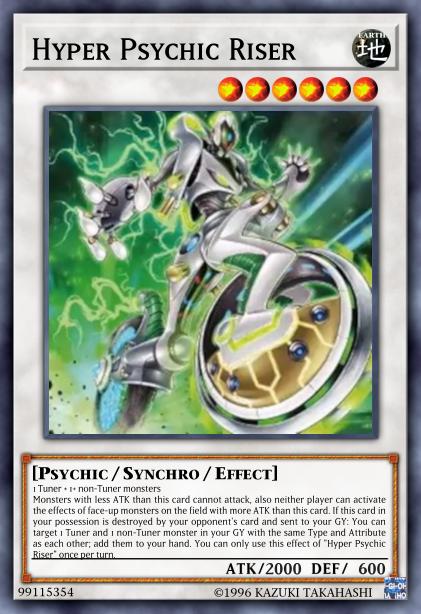 HYPER PSYCHIC RISER
EARTH
地
[PSYCHIC / SYNCHRO / EFFECT]
1 Tuner + 1+ non-Tuner monsters
Monsters with less ATK than this card cannot attack, also neither player can activate
the effects of face-up monsters on the field with more ATK than this card. If this card in
your possession is destroyed by your opponent's card and sent to your GY: You can
target 1 Tuner and 1 non-Tuner monster in your GY with the same Type and Attribute
as each other; add them to your hand. You can only use this effect of "Hyper Psychic
Riser" once per turn.
ATK/2000 DEF/ 600
99115354
©1996 KAZUKI TAKAHASHI